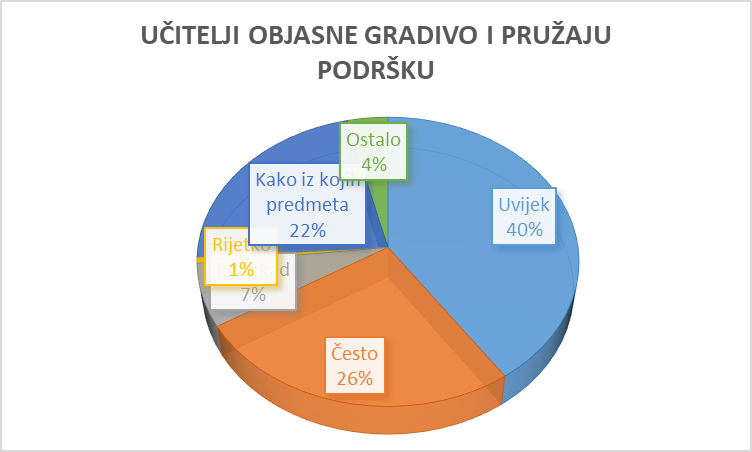 UČITELJI OBJASNE GRADIVO I PRUŽAJU
PODRŠKU
Ostalo
4%
Kako iz kojih
predmeta
22%
Uvijek
40%
Rijetko
1%
7%
Često
26%